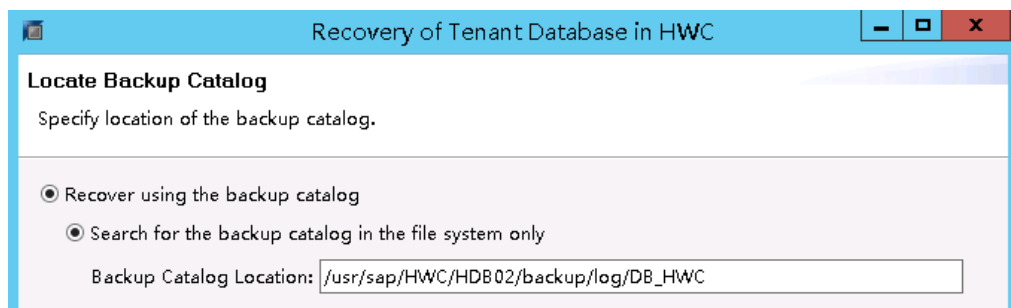 Recovery of Tenant Database in HWC
Locate Backup Catalog
Specify location of the backup catalog.
Recover using the backup catalog
Search for the backup catalog in the file system only
Backup Catalog Location: /usr/sap/HWC/HDB02/backup/log/DB_HWC